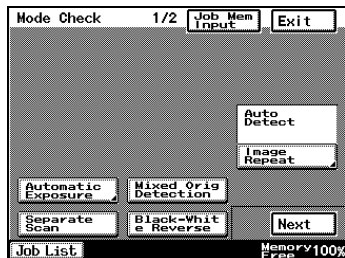 Mode Check 1/2 Job Mem Exit
Input
Auto
Detect
Image
Repeat
Automatic Mixed Orig
Exposure Detection
Separate Black-Whit
Scan e Reverse Next
Job List Memory 100%
Free